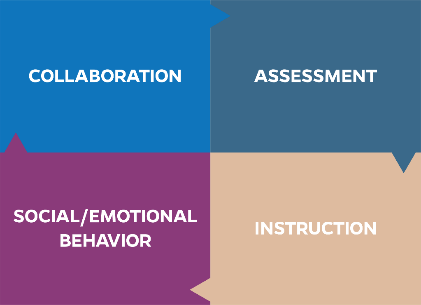 COLLABORATION
ASSESSMENT
SOCIAL/EMOTIONAL
BEHAVIOR
INSTRUCTION